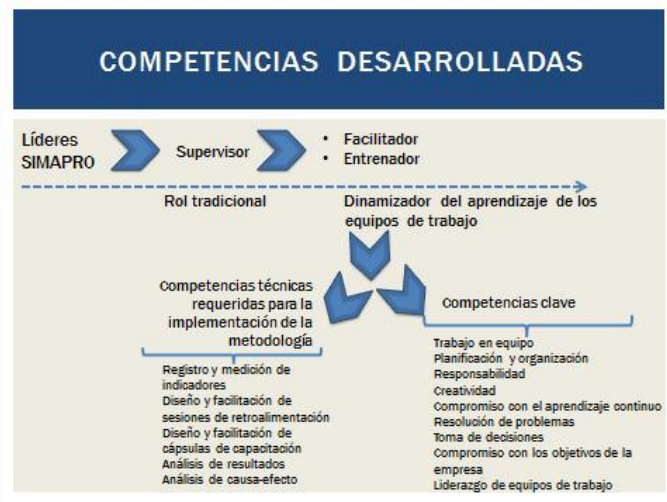 COMPETENCIAS DESARROLLADAS
Líderes
SIMAPRO
Supervisor
• Facilitador
• Entrenador
Rol tradicional
Dinamizador del aprendizaje de los
equipos de trabajo
Competencias técnicas
requeridas para la
implementación de la
metodología
Registro y medición de
indicadores
Diseño y facilitación de
sesiones de retroalimentación
Diseño y facilitación de
cápsulas de capacitación
Análisis de resultados
Análisis de causa-efecto
Competencias clave
Trabajo en equipo
Planificación y organización
Responsabilidad
Creatividad
Compromiso con el aprendizaje continuo
Resolución de problemas
Toma de decisiones
Compromiso con los objetivos de la
empresa
Liderazgo de equipos de trabajo